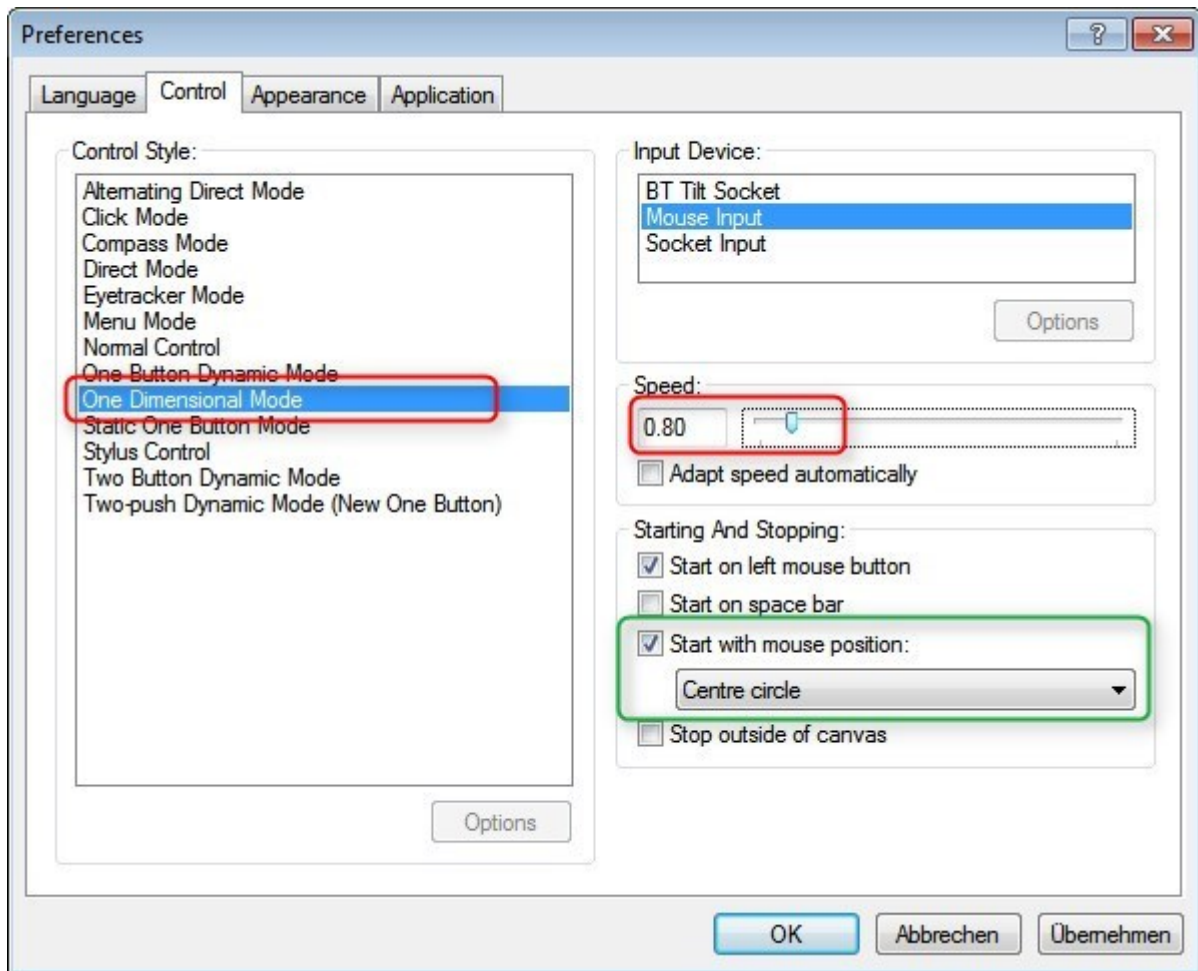 Preferences
Language Control Appearance Application
Control Style:
Alternating Direct Mode
Click Mode
Compass Mode
Direct Mode
Eyetracker Mode
Menu Mode
Normal Control
One Button Dynamic Mode
One Dimensional Mode
Static One Button Mode
Stylus Control
Two Button Dynamic Mode
Two-push Dynamic Mode (New One Button)
Options
Input Device:
BT Tilt Socket
Mouse Input
Socket Input
Options
Speed:
0.80
Adapt speed automatically
Starting And Stopping:
Start on left mouse button
Start on space bar
Start with mouse position:
Centre circle
Stop outside of canvas
OK Abbrechen Übernehmen